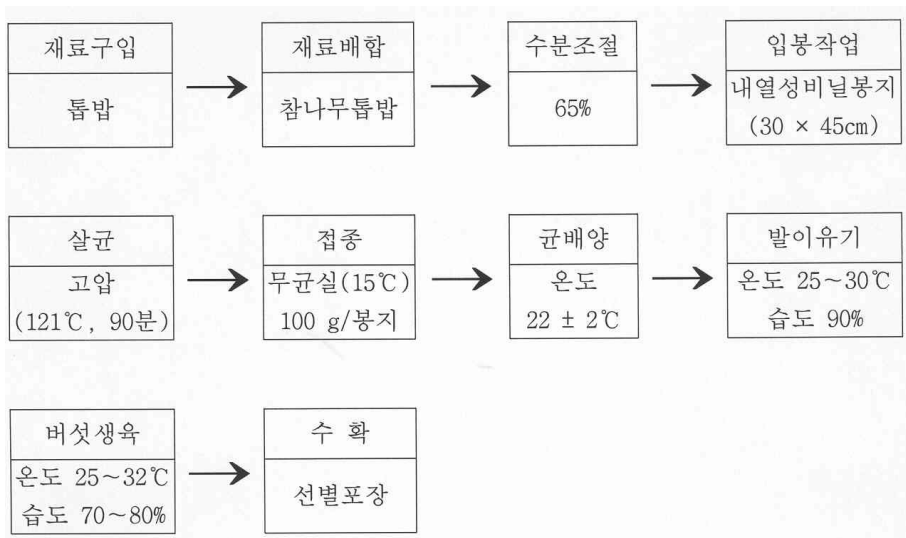 재료구입
톱밥
재료배합
참나무톱밥
수분조절
65%
입봉작업
내열성비닐봉지
(30 × 45cm)
살균
고압
(121℃, 90분)
접종
무균실(15℃)
100 g/봉지
균배양
온도
22 ± 2℃
발이유기
온도 25~30℃
습도 90%
버섯생육
온도 25~32℃
습도 70~80%
수 확
선별포장